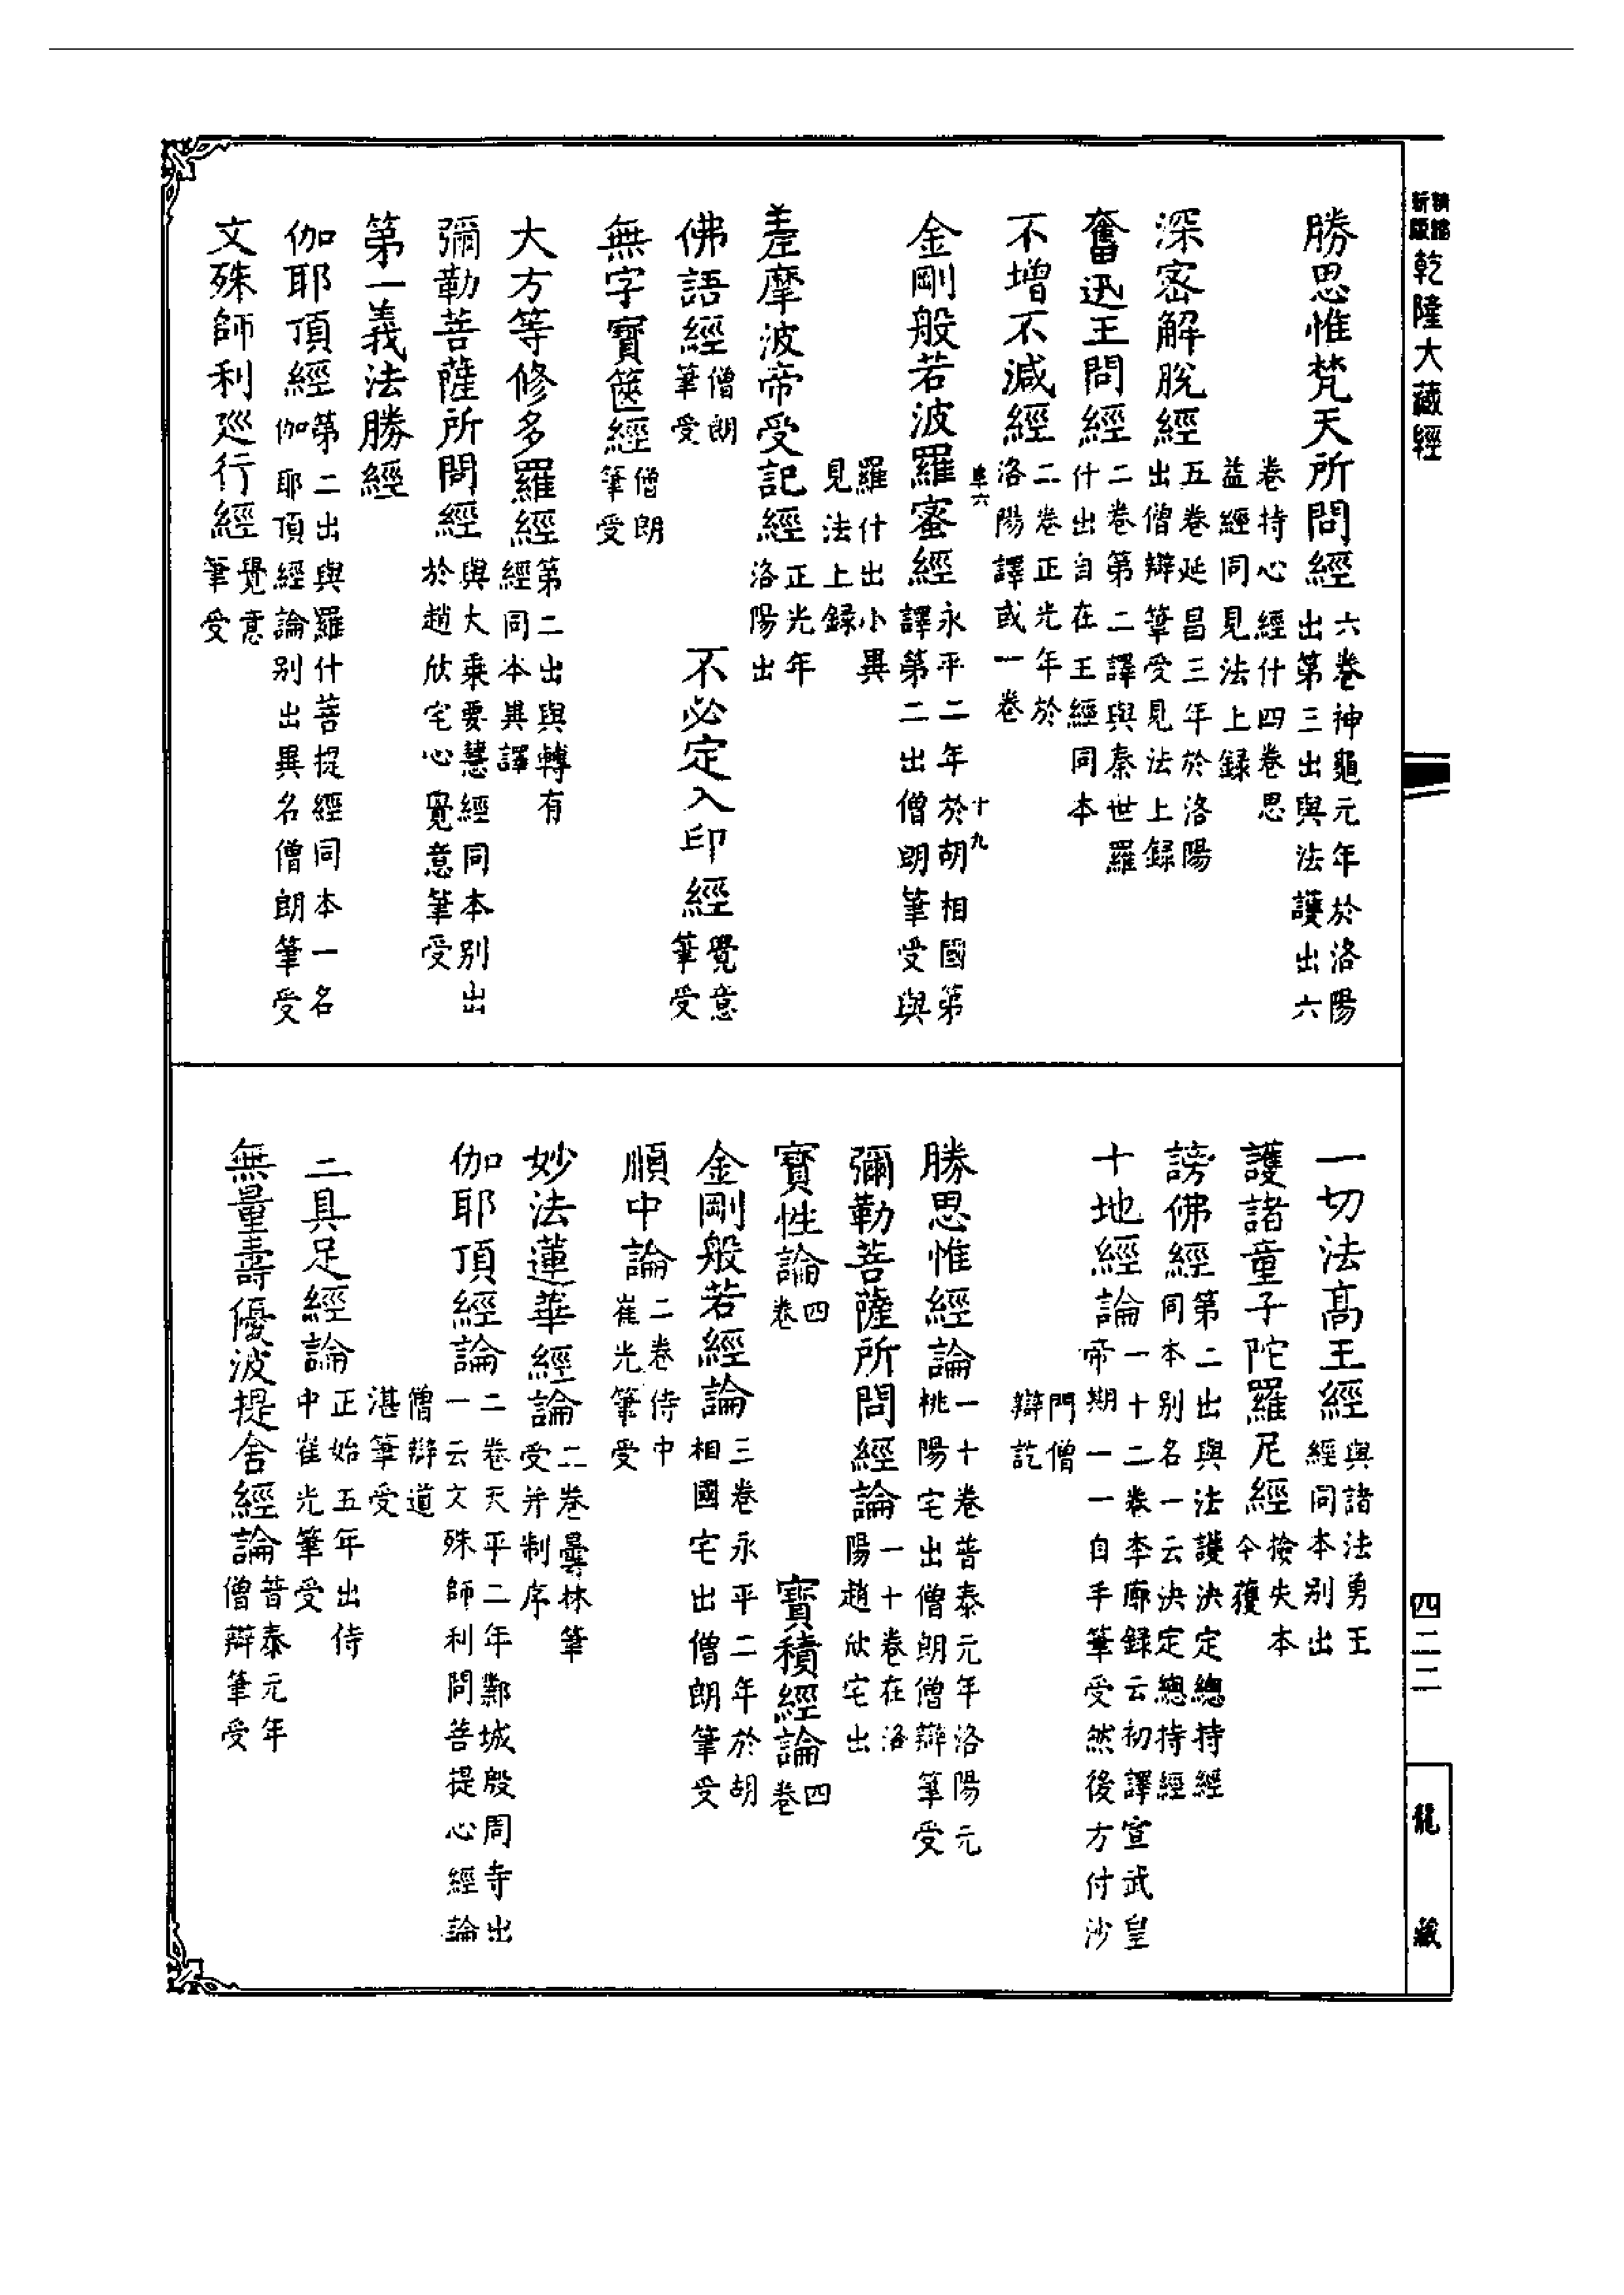 精繕新版乾隆大藏經
勝思惟梵天所問經六卷神龜元年於洛陽出第三出與法護出六
卷持心經什四卷思益經同見法上録
深密解脫經五卷延昌三年於洛陽出僧辯筆受見法上録
奮迅王問經二卷第二譯與秦世羅什出自在王經同本
不增不減經二卷正光年於洛陽譯或一卷
阜六
十九
金剛般若波羅蜜經永平二年於胡相國第譯第二出僧朗筆受與
羅什出小異見法上録
差摩波帝受記經正光年洛陽出
佛語經僧朗筆受 不必定入印經覺意筆受
無字寶篋經僧朗筆受
大方等修多羅經第二出與轉有經同本異譯
彌勒菩薩所問經與大乘要慧經同本別出於趙欣宅心覺意筆受
第一義法勝經
伽耶頂經第二出與羅什菩提經同本一名伽耶頂經論別出異名僧朗筆受
文殊師利巡行經覺意筆受
一切法高王經與諸法勇王經同本別出
護諸童子陀羅尼經撿失本今獲
謗佛經第二出與法護決定總持經同本別名一云決定總持經
十地經論一十二卷李廓録云初譯宣武皇帝期一一自手筆受然後方付沙
門僧辯訖
勝思惟經論一十卷普泰元年洛陽元桃陽宅出僧朗僧辯筆受
彌勒菩薩所問經論一十卷在洛陽趙欣宅出
寶性論四卷 寶積經論四卷
金剛般若經論三卷永平二年於胡相國宅出僧朗筆受
順中論二卷侍中崔光筆受
妙法蓮華經論二卷曇林筆受并制序
伽耶頂經論二卷天平二年鄴城殷周寺出一云文殊師利問菩提心經論
僧辯道湛筆受
二具足經論正始五年出侍中崔光筆受
無量壽優波提舍經論普泰元年僧辯筆受
四二二
龍藏